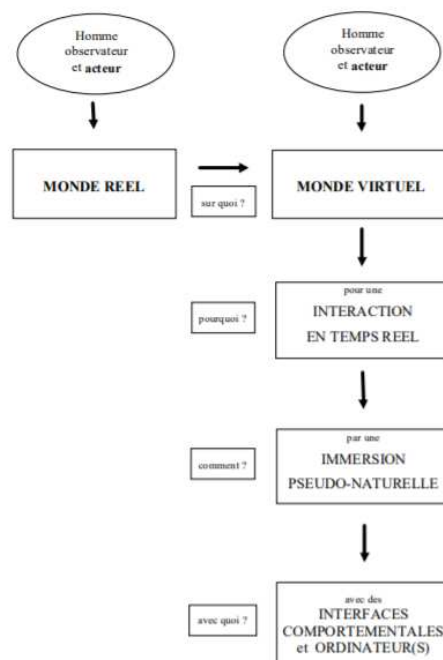 Homme
observateur
et acteur
Homme
observateur
et acteur
MONDE REEL
MONDE VIRTUEL
sur quoi ?
pourquoi ?
pour une
INTERACTION
EN TEMPS REEL
comment ?
par une
IMMERSION
PSEUDO-NATURELLE
avec quoi ?
avec des
INTERFACES
COMPORTEMENTALES
et ORDINATEUR(S)